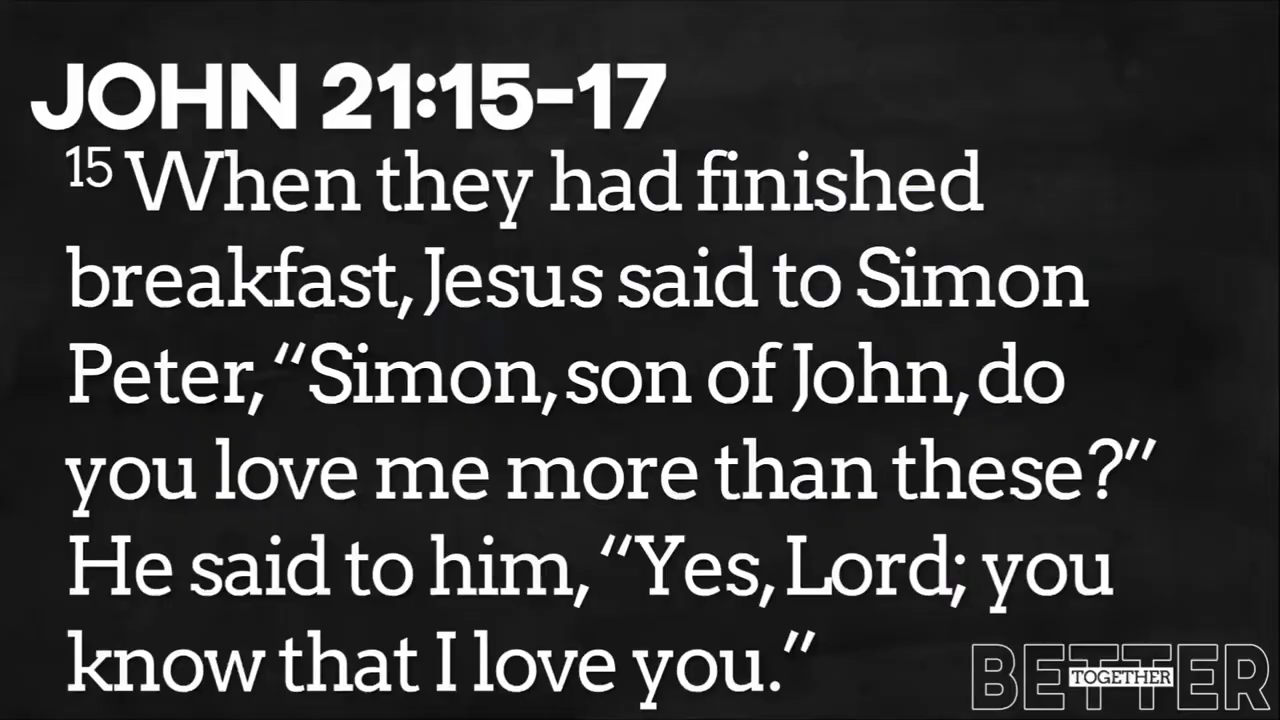 JOHN 21:15-17
15 When they had finished
breakfast, Jesus said to Simon
Peter, “Simon, son of John, do
you love me more than these?”
He said to him, “Yes, Lord; you
know that I love you.”
BETTER
TOGETHER